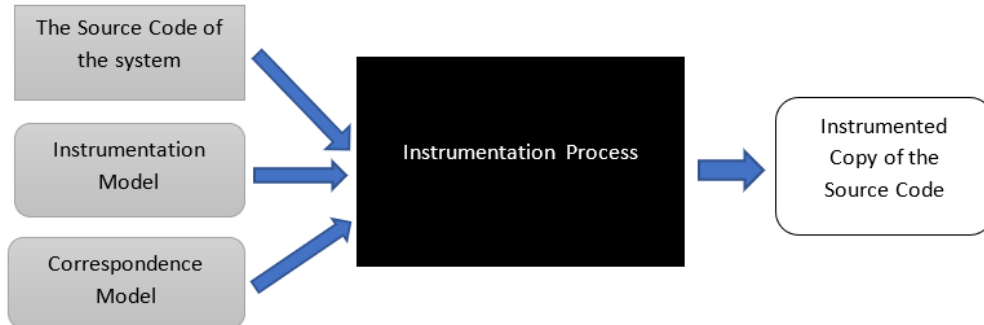 The Source Code of
the system
Instrumentation
Model
Correspondence
Model
Instrumentation Process
Instrumented
Copy of the
Source Code